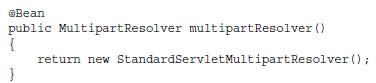 @Bean
public MultipartResolver multipartResolver()
{
    return new StandardServletMultipartResolver();
}